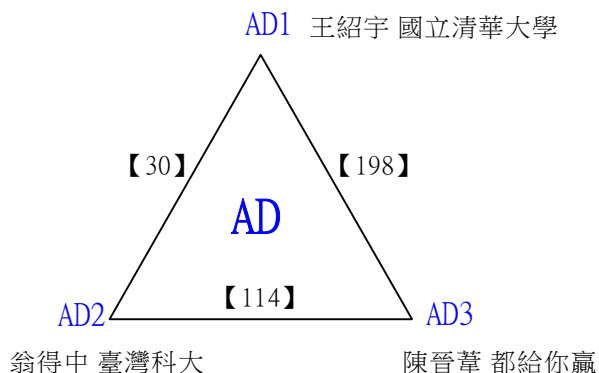 AD1 王紹宇 國立清華大學
【30】 【198】
AD
【114】
AD2 AD3
翁得中 臺灣科大 陳晉葦 都給你贏